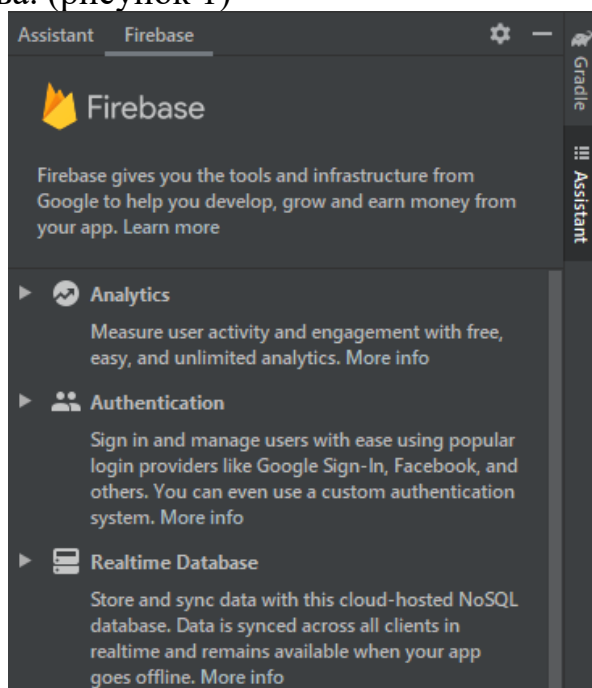 (рисунок 1)
Assistant Firebase
Gradle
Assistant
Firebase
Firebase gives you the tools and infrastructure from
Google to help you develop, grow and earn money from
your app. Learn more
Analytics
Measure user activity and engagement with free,
easy, and unlimited analytics. More info
Authentication
Sign in and manage users with ease using popular
login providers like Google Sign-In, Facebook, and
others. You can even use a custom authentication
system. More info
Realtime Database
Store and sync data with this cloud-hosted NoSQL
database. Data is synced across all clients in
realtime and remains available when your app
goes offline. More info